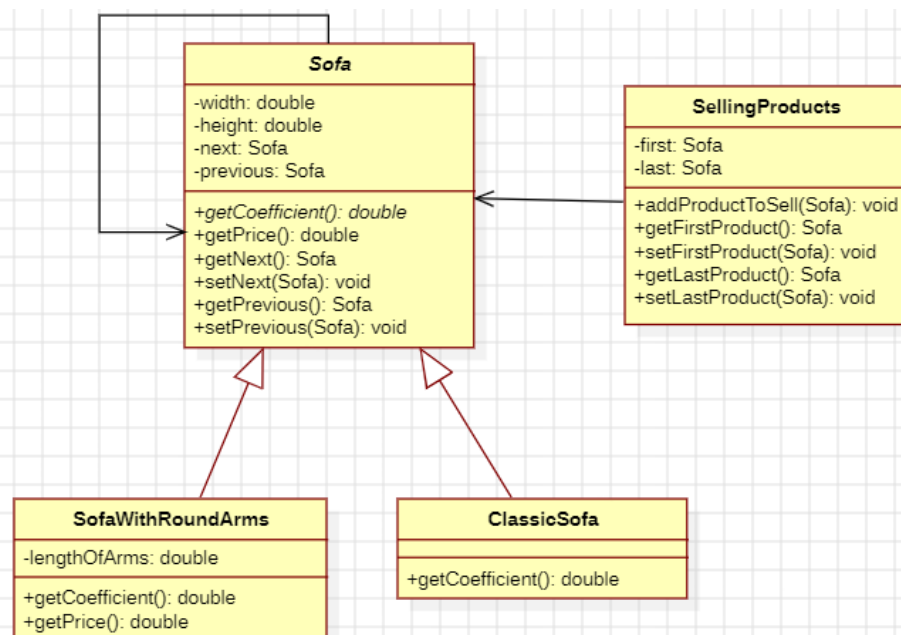 Sofa
-width: double
-height: double
-next: Sofa
-previous: Sofa
+getCoefficient(): double
+getPrice(): double
+getNext(): Sofa
+setNext(Sofa): void
+getPrevious(): Sofa
+setPrevious(Sofa): void
SellingProducts
-first: Sofa
-last: Sofa
+addProductToSell(Sofa): void
+getFirstProduct(): Sofa
+setFirstProduct(Sofa): void
+getLastProduct(): Sofa
+setLastProduct(Sofa): void
SofaWithRoundArms
-lengthOfArms: double
+getCoefficient(): double
+getPrice(): double
ClassicSofa
+getCoefficient(): double